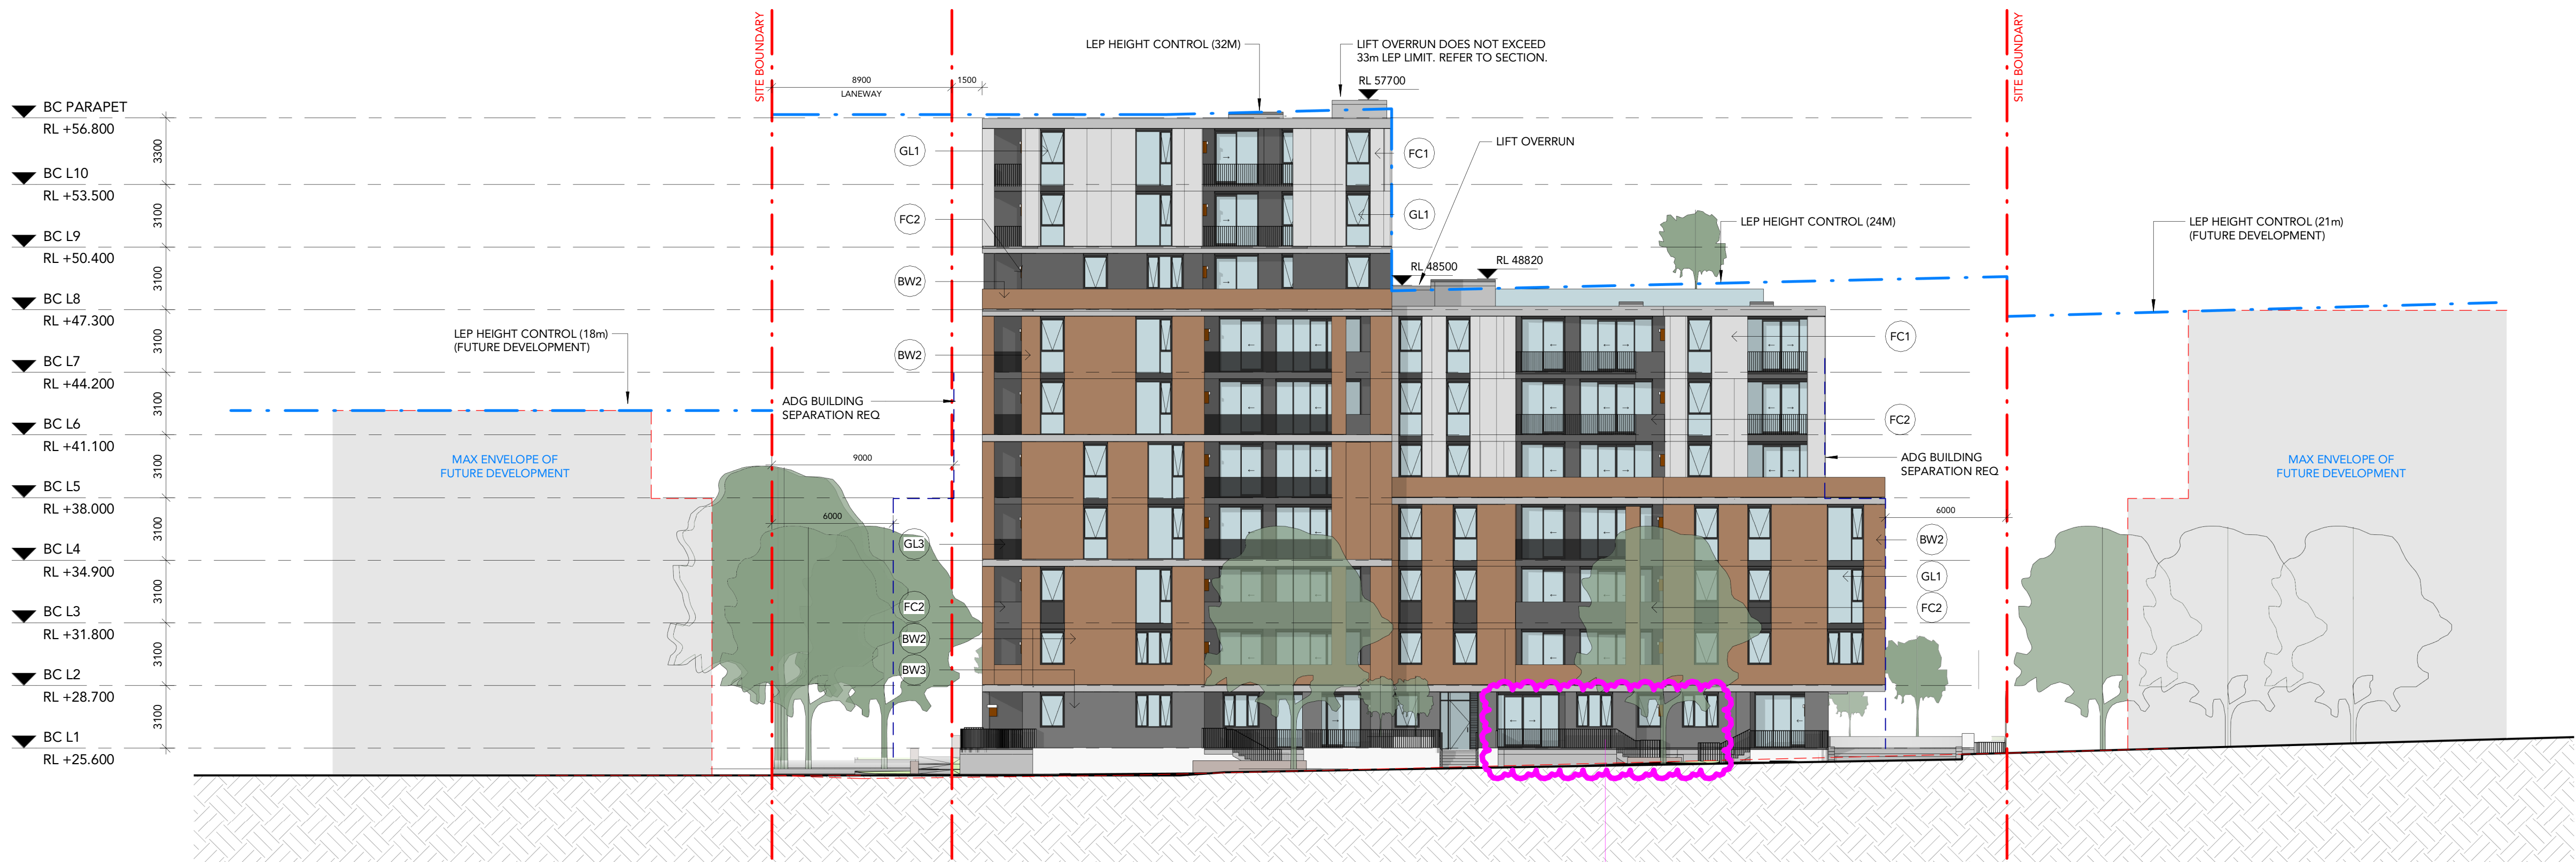 SITE BOUNDARY
SITE BOUNDARY
LEP HEIGHT CONTROL (32M)
LIFT OVERRUN DOES NOT EXCEED
33m LEP LIMIT. REFER TO SECTION.
8900
1500
LANEWAY
RL 57700
BC PARAPET
RL +56.800
3300
GL1
FC1
LIFT OVERRUN
BC L10
RL +53.500
3100
FC2
GL1
LEP HEIGHT CONTROL (24M)
LEP HEIGHT CONTROL (21m)
(FUTURE DEVELOPMENT)
BC L9
RL +50.400
3100
RL 48500
RL 48820
BW2
BC L8
RL +47.300
3100
LEP HEIGHT CONTROL (18m)
(FUTURE DEVELOPMENT)
FC1
BW2
BC L7
RL +44.200
3100
ADG BUILDING
SEPARATION REQ
FC2
BC L6
RL +41.100
3100
MAX ENVELOPE OF
FUTURE DEVELOPMENT
9000
ADG BUILDING
SEPARATION REQ
MAX ENVELOPE OF
FUTURE DEVELOPMENT
BC L5
RL +38.000
3100
6000
6000
GL3
BW2
BC L4
RL +34.900
3100
GL1
FC2
FC2
BC L3
RL +31.800
3100
BW2
BW3
BC L2
RL +28.700
3100
BC L1
RL +25.600